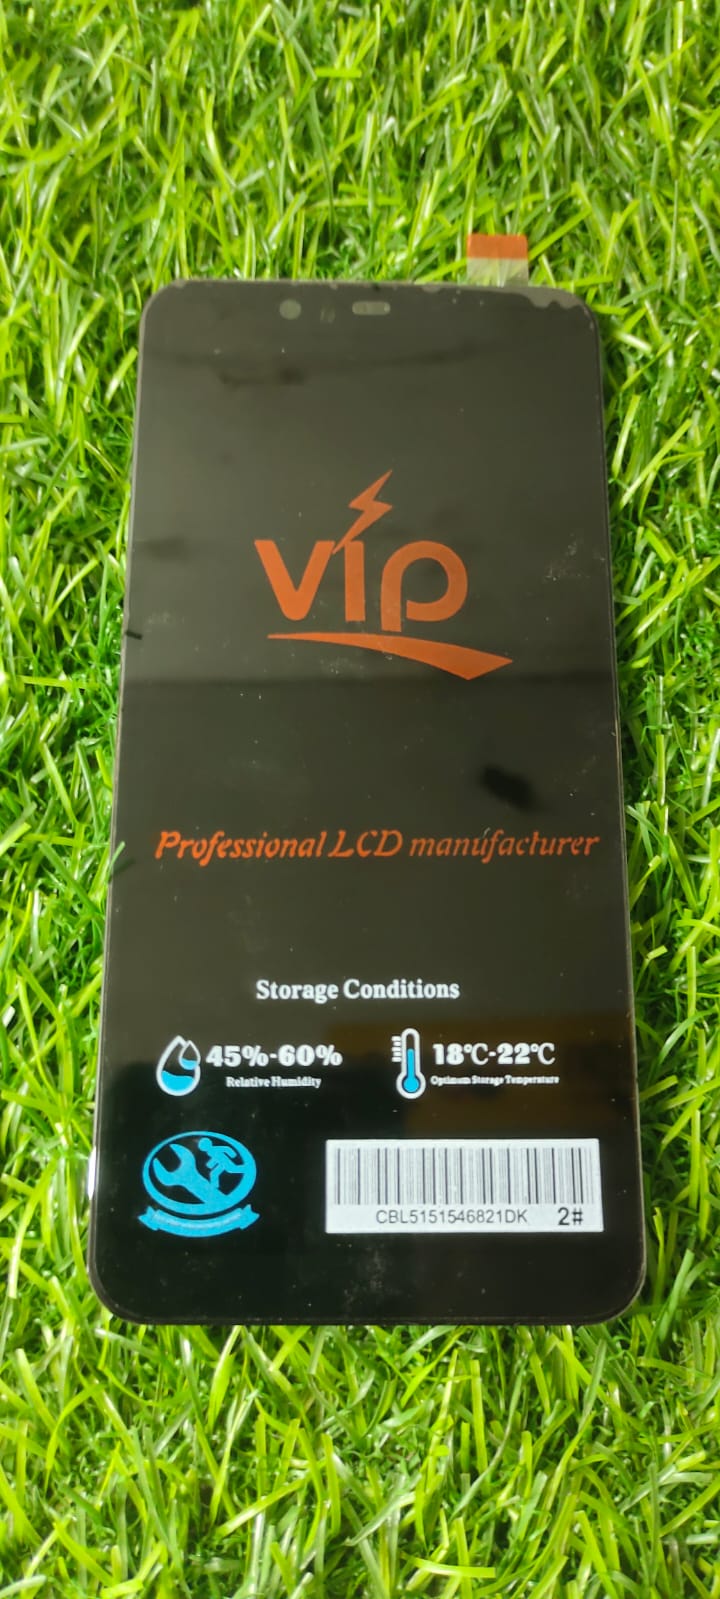 vip
Professional LCD manufacturer
Storage Conditions
45%-60%
Relative Humidity
18℃-22℃
Optimum Storage Temperature
CBL5151546821DK 2#